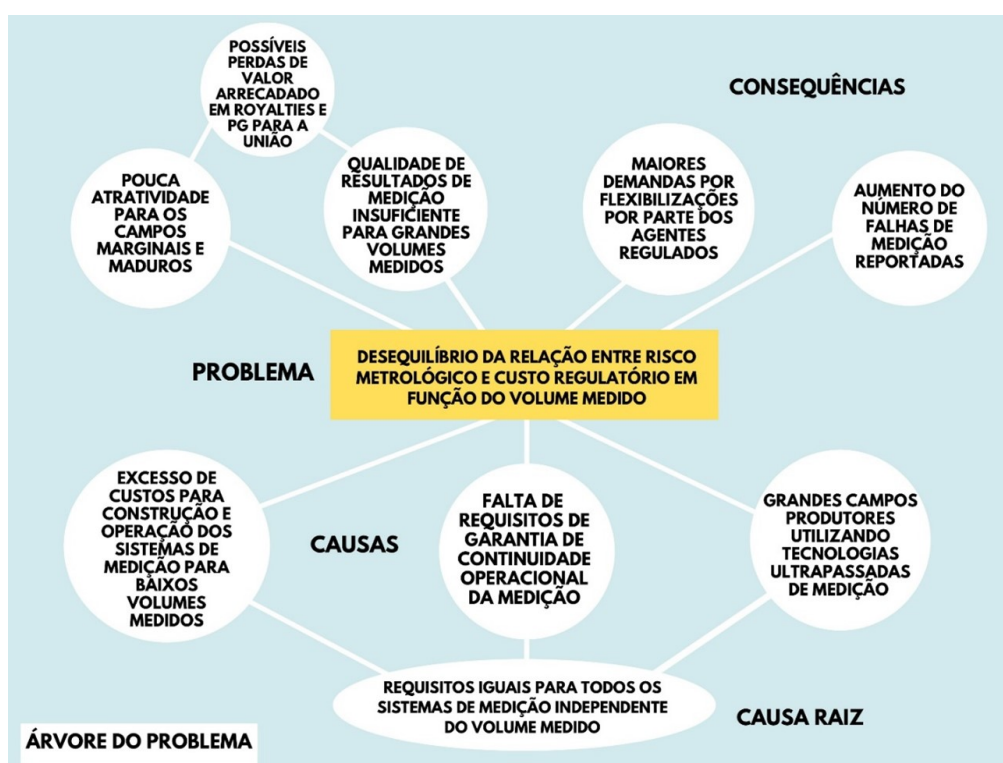 POSSÍVEIS
PERDAS DE
VALOR
ARRECADADO
EM ROYALTIES E
PG PARA A
UNIÃO
CONSEQUÊNCIAS
POUCA
ATRATIVIDADE
PARA OS
CAMPOS
MARGINAIS E
MADUROS
QUALIDADE DE
RESULTADOS DE
MEDIÇÃO
INSUFICIENTE
PARA GRANDES
VOLUMES
MEDIDOS
MAIORES
DEMANDAS POR
FLEXIBILIZAÇÕES
POR PARTE DOS
AGENTES
REGULADOS
AUMENTO DO
NÚMERO DE
FALHAS DE
MEDIÇÃO
REPORTADAS
PROBLEMA
DESEQUILÍBRIO DA RELAÇÃO ENTRE RISCO
METROLÓGICO E CUSTO REGULATÓRIO EM
FUNÇÃO DO VOLUME MEDIDO
EXCESSO DE
CUSTOS PARA
CONSTRUÇÃO E
OPERAÇÃO DOS
SISTEMAS DE
MEDIÇÃO PARA
BAIXOS
VOLUMES
MEDIDOS
CAUSAS
FALTA DE
REQUISITOS DE
GARANTIA DE
CONTINUIDADE
OPERACIONAL
DA MEDIÇÃO
GRANDES CAMPOS
PRODUTORES
UTILIZANDO
TECNOLOGIAS
ULTRAPASSADAS
DE MEDIÇÃO
REQUISITOS IGUAIS PARA TODOS OS
SISTEMAS DE MEDIÇÃO INDEPENDENTE
DO VOLUME MEDIDO
CAUSA RAIZ
ÁRVORE DO PROBLEMA